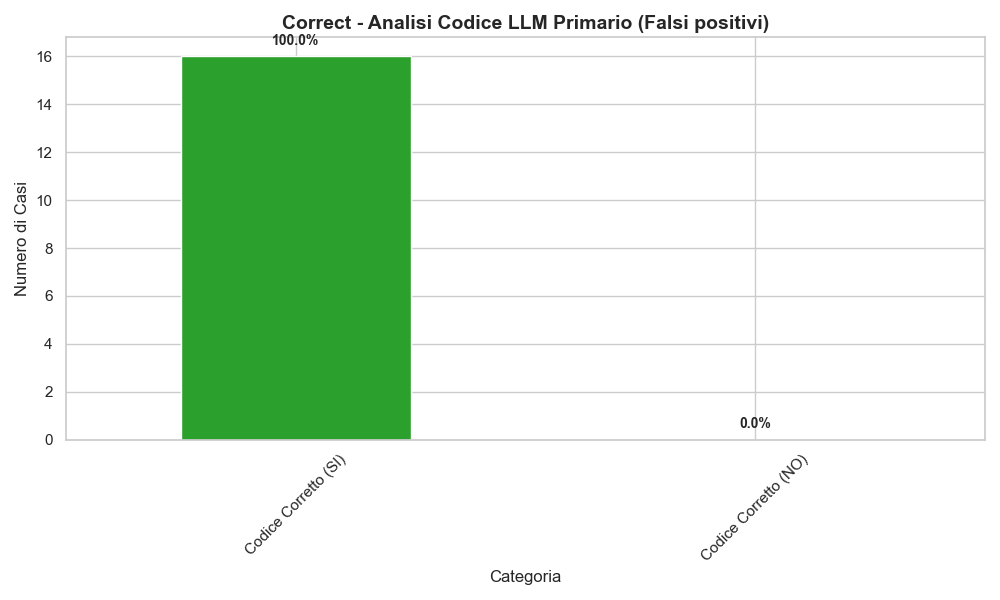 Correct - Analisi Codice LLM Primario (Falsi positivi)
100.0%
16
14
12
10
8
6
4
2
0
0.0%
Numero di Casi
Codice Corretto (SI)
Codice Corretto (NO)
Categoria